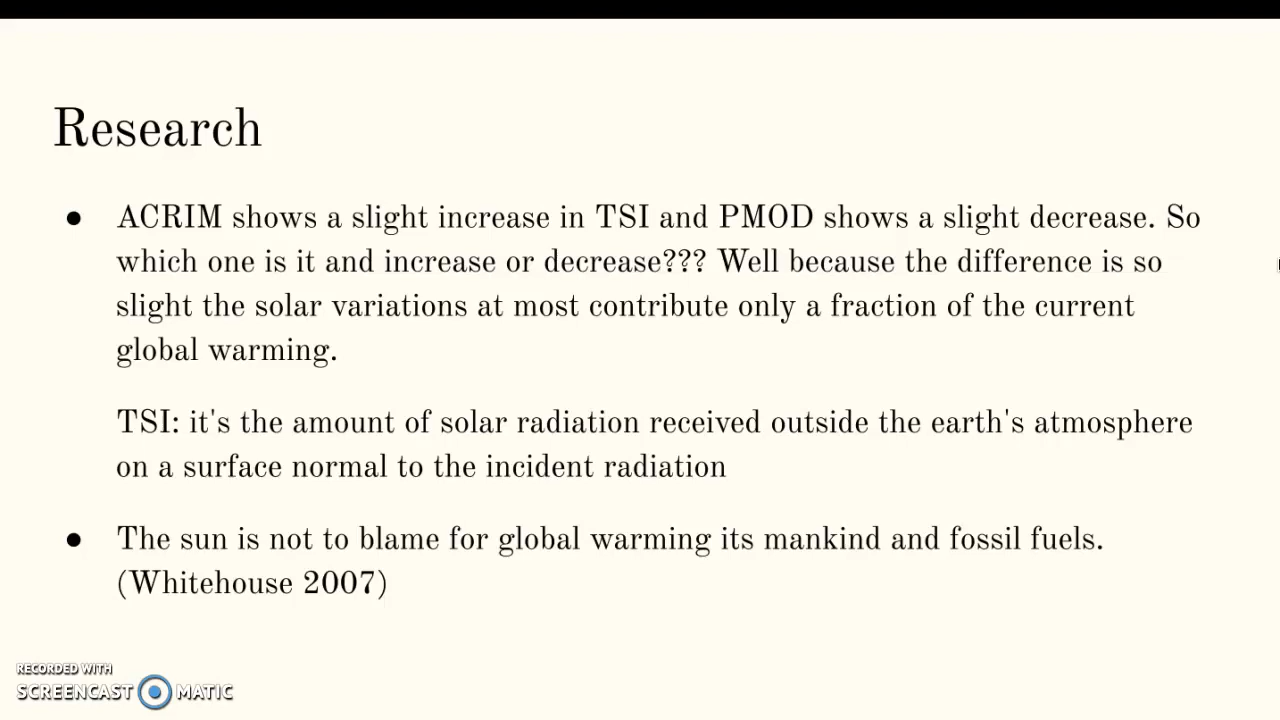 Research
● ACRIM shows a slight increase in TSI and PMOD shows a slight decrease. So
which one is it and increase or decrease??? Well because the difference is so
slight the solar variations at most contribute only a fraction of the current
global warming.
TSI: it's the amount of solar radiation received outside the earth's atmosphere
on a surface normal to the incident radiation
● The sun is not to blame for global warming its mankind and fossil fuels.
(Whitehouse 2007)
RECORDED WITH
SCREENCAST MATIC